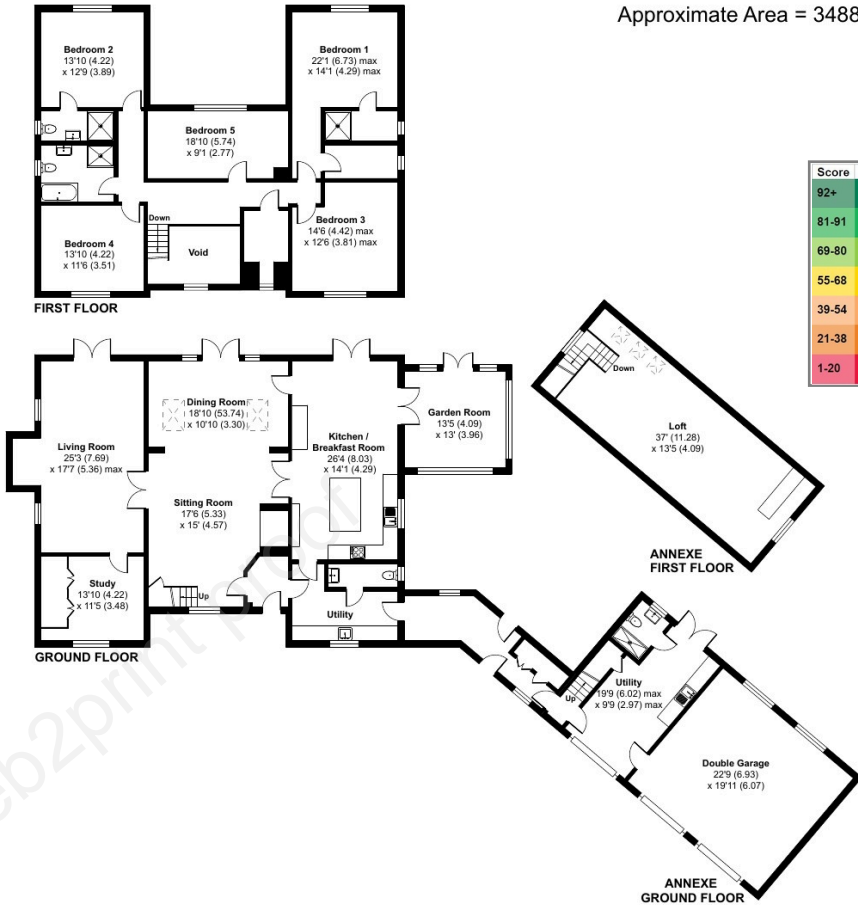 Approximate Area = 3488
Bedroom 2
13'10 (4.22)
x 12'9 (3.89)
Bedroom 1
22'1 (6.73) max
x 14'1 (4.29) max
Bedroom 5
18'10 (5.74)
x 9'1 (2.77)
Bedroom 4
13'10 (4.22)
x 11'6 (3.51)
Down
Void
Bedroom 3
14'6 (4.42) max
x 12'6 (3.81) max
FIRST FLOOR
Score
92+
81-91
69-80
55-68
39-54
21-38
1-20
Living Room
25'3 (7.69)
x 17'7 (5.36) max
Dining Room
18'10 (53.74)
x 10'10 (3.30)
Kitchen /
Breakfast Room
26'4 (8.03)
x 14'1 (4.29)
Garden Room
13'5 (4.09)
x 13' (3.96)
Sitting Room
17'6 (5.33)
x 15' (4.57)
Study
13'10 (4.22)
x 11'5 (3.48)
Up
Utility
GROUND FLOOR
Down
Loft
37' (11.28)
x 13'5 (4.09)
ANNEXE
FIRST FLOOR
Up
Utility
19'9 (6.02) max
x 9'9 (2.97) max
Double Garage
22'9 (6.93)
x 19'11 (6.07)
ANNEXE
GROUND FLOOR
eb2print proof